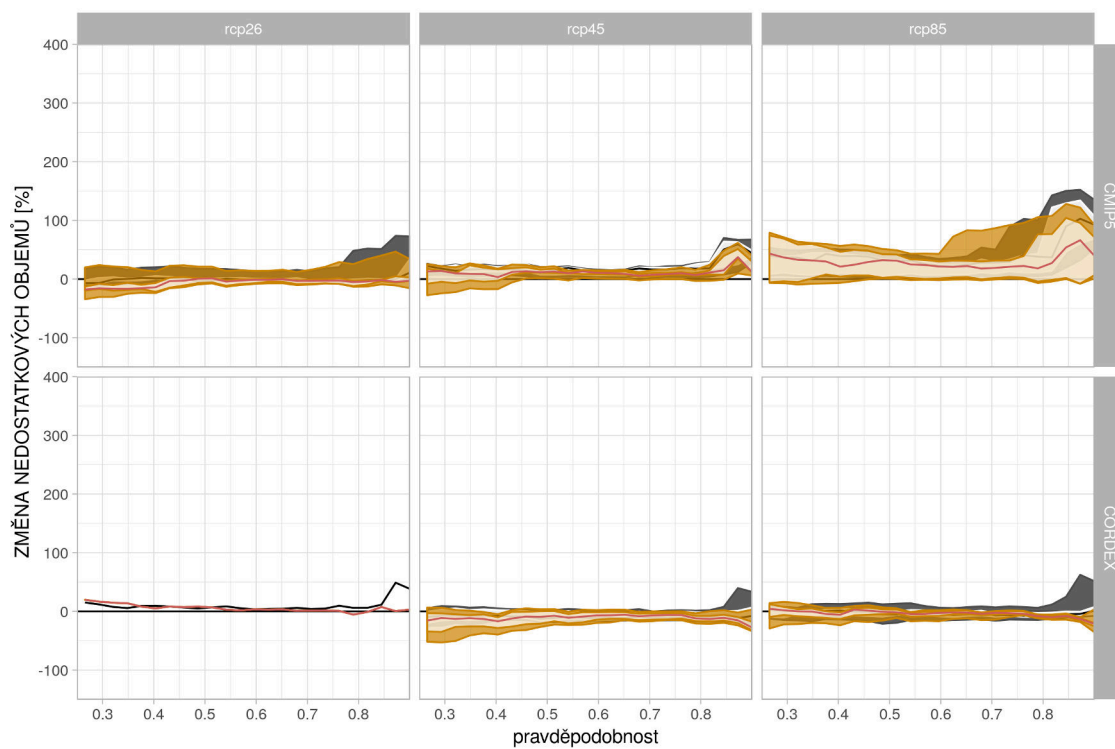 rcp26 rcp45 rcp85
400
300
200
100
0
-100
CMIP5
400
300
200
100
0
-100
CORDEX
ZMĚNA NEDOSTATKOVÝCH OBJEMŮ [%]
0.3 0.4 0.5 0.6 0.7 0.8 0.3 0.4 0.5 0.6 0.7 0.8 0.3 0.4 0.5 0.6 0.7 0.8
pravděpodobnost